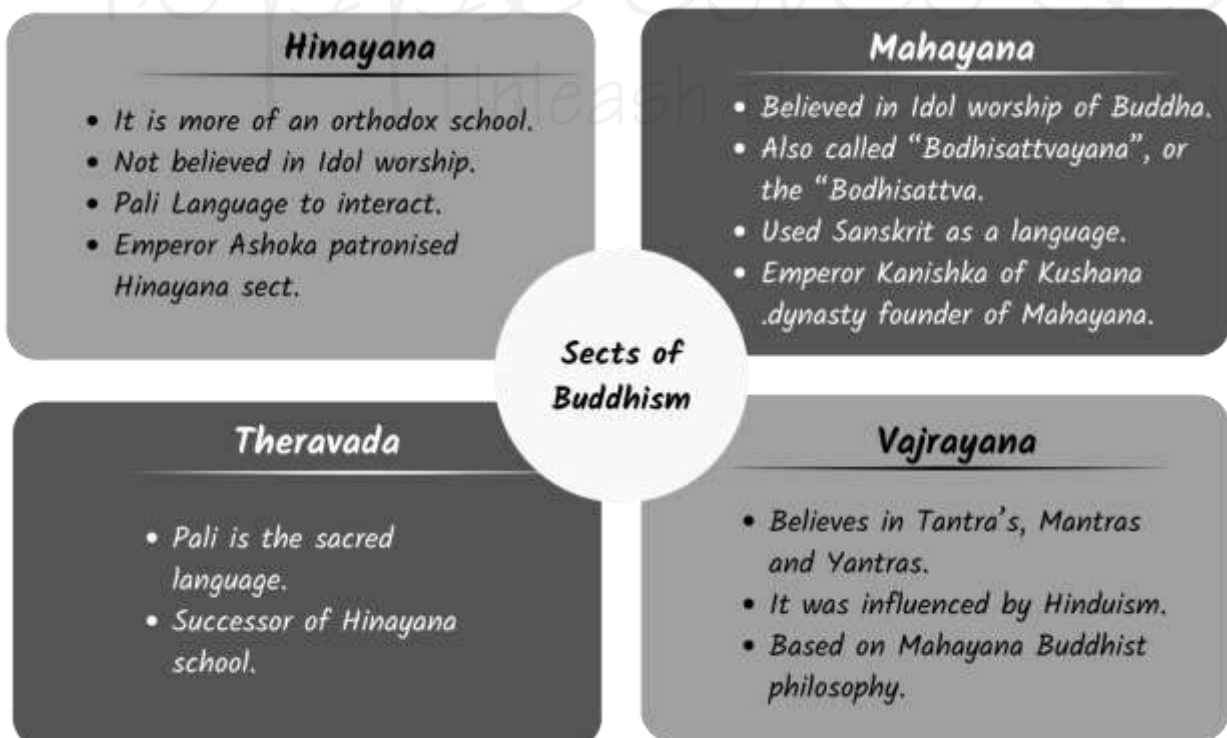 Hinayana
• It is more of an orthodox school.
• Not believed in Idol worship.
• Pali Language to interact.
• Emperor Ashoka patronised
Hinayana sect.
Mahayana
• Believed in Idol worship of Buddha.
• Also called “Bodhisattvayana”, or
the “Bodhisattva.
• Used Sanskrit as a language.
• Emperor Kanishka of Kushana
.dynasty founder of Mahayana.
Sects of
Buddhism
Theravada
• Pali is the sacred
language.
• Successor of Hinayana
school.
Vajrayana
• Believes in Tantra’s, Mantras
and Yantras.
• It was influenced by Hinduism.
• Based on Mahayana Buddhist
philosophy.
Unleash